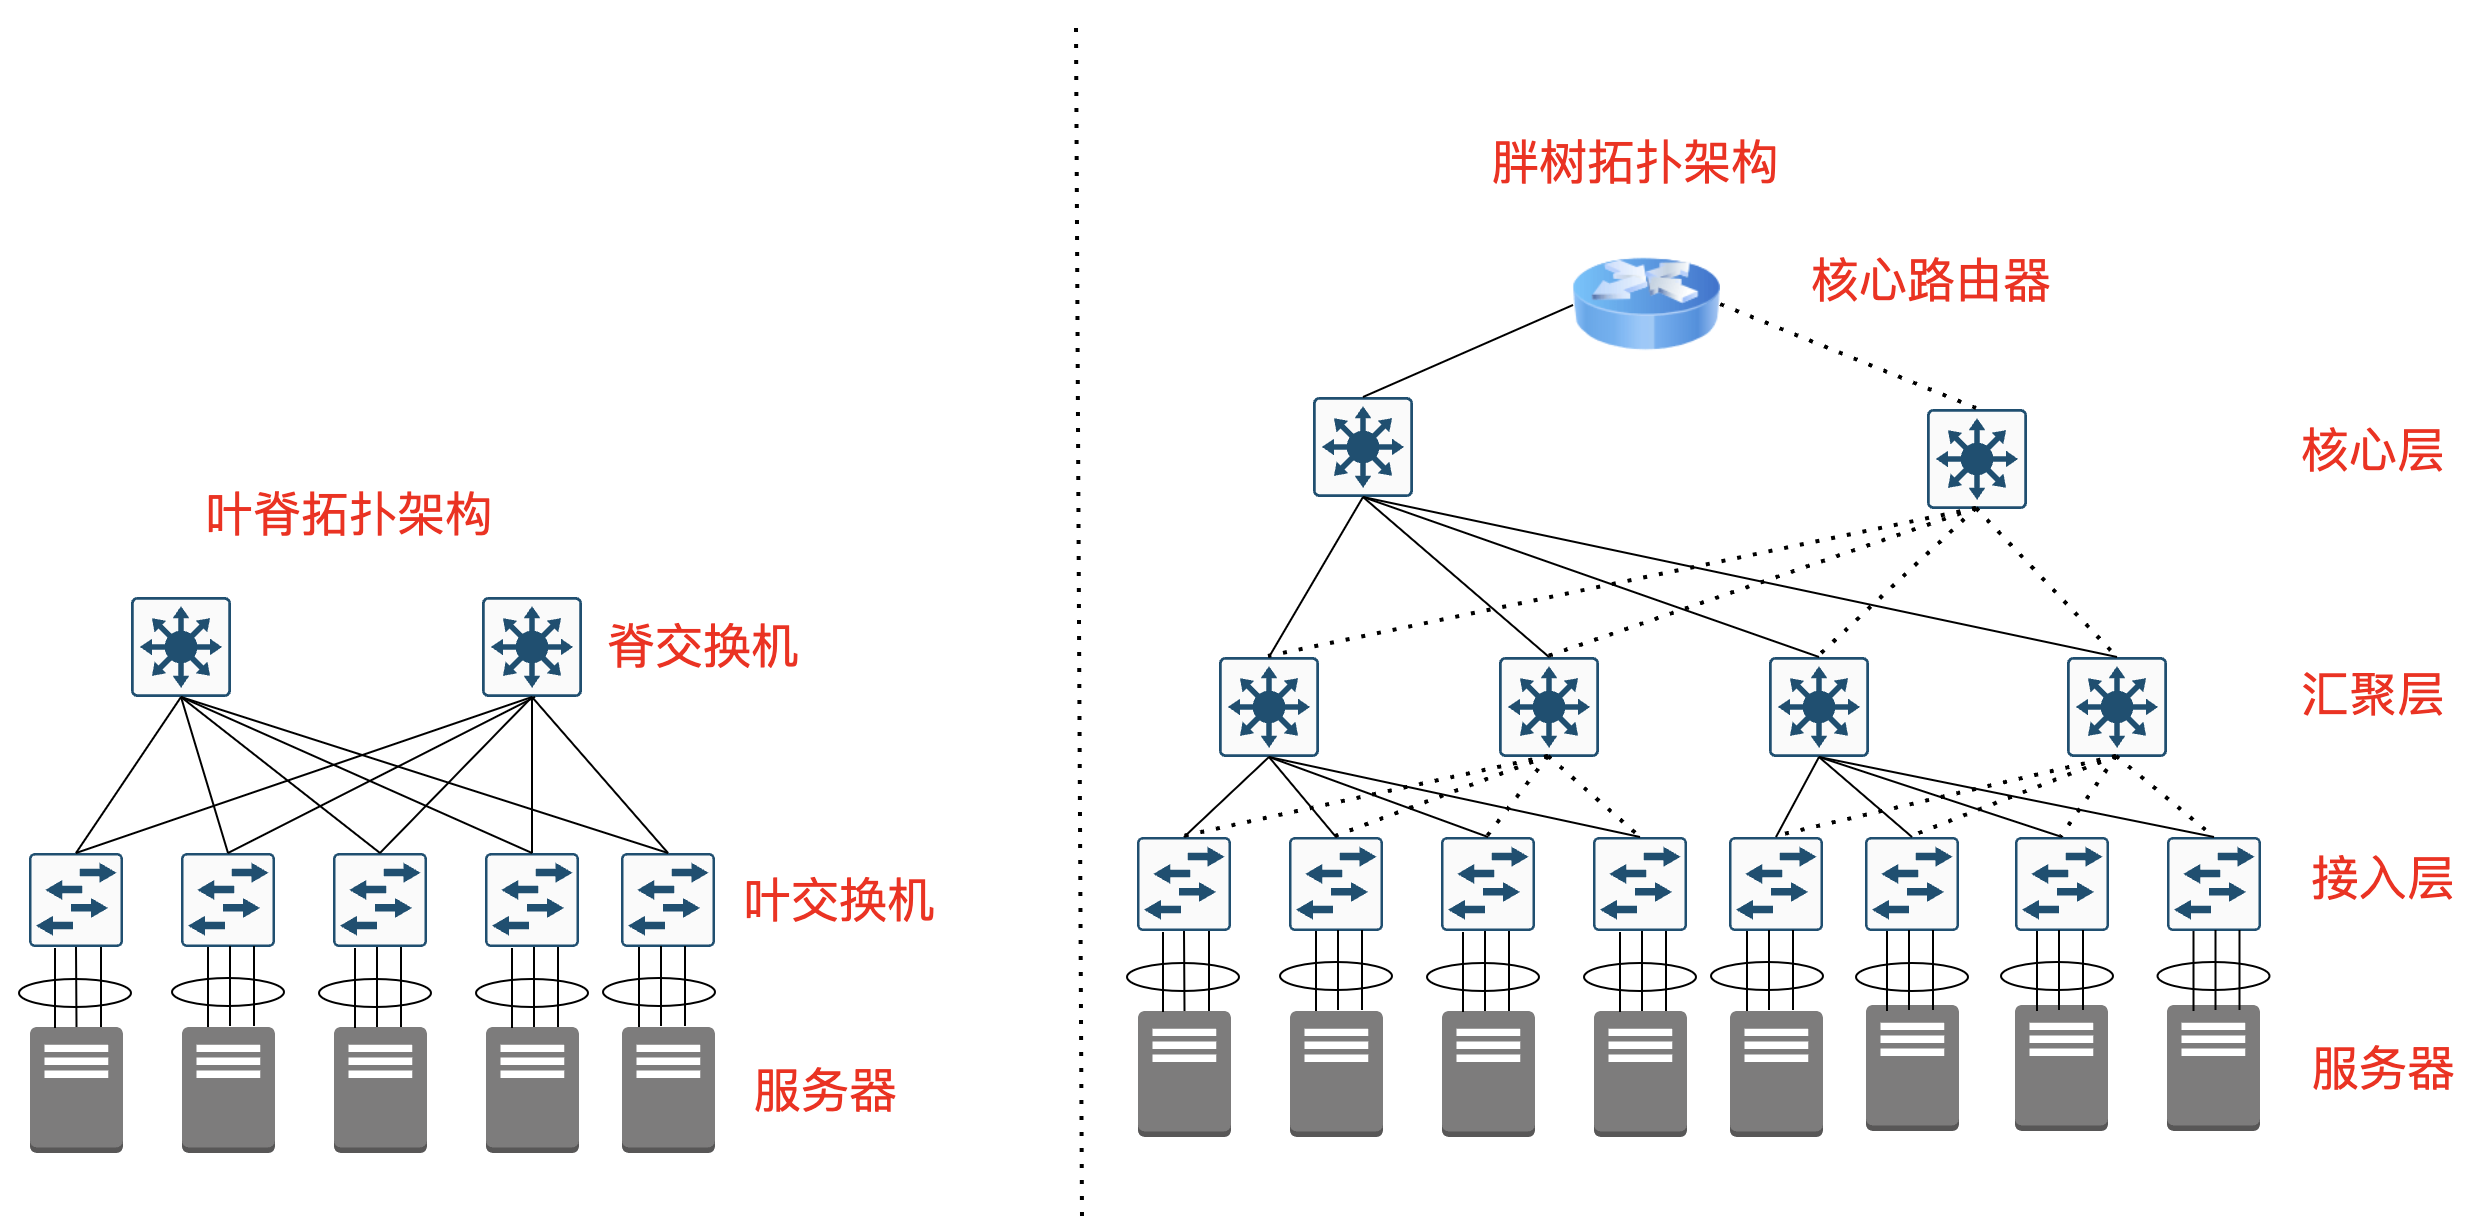 叶脊拓扑架构
脊交换机
叶交换机
服务器
胖树拓扑架构
核心路由器
核心层
汇聚层
接入层
服务器